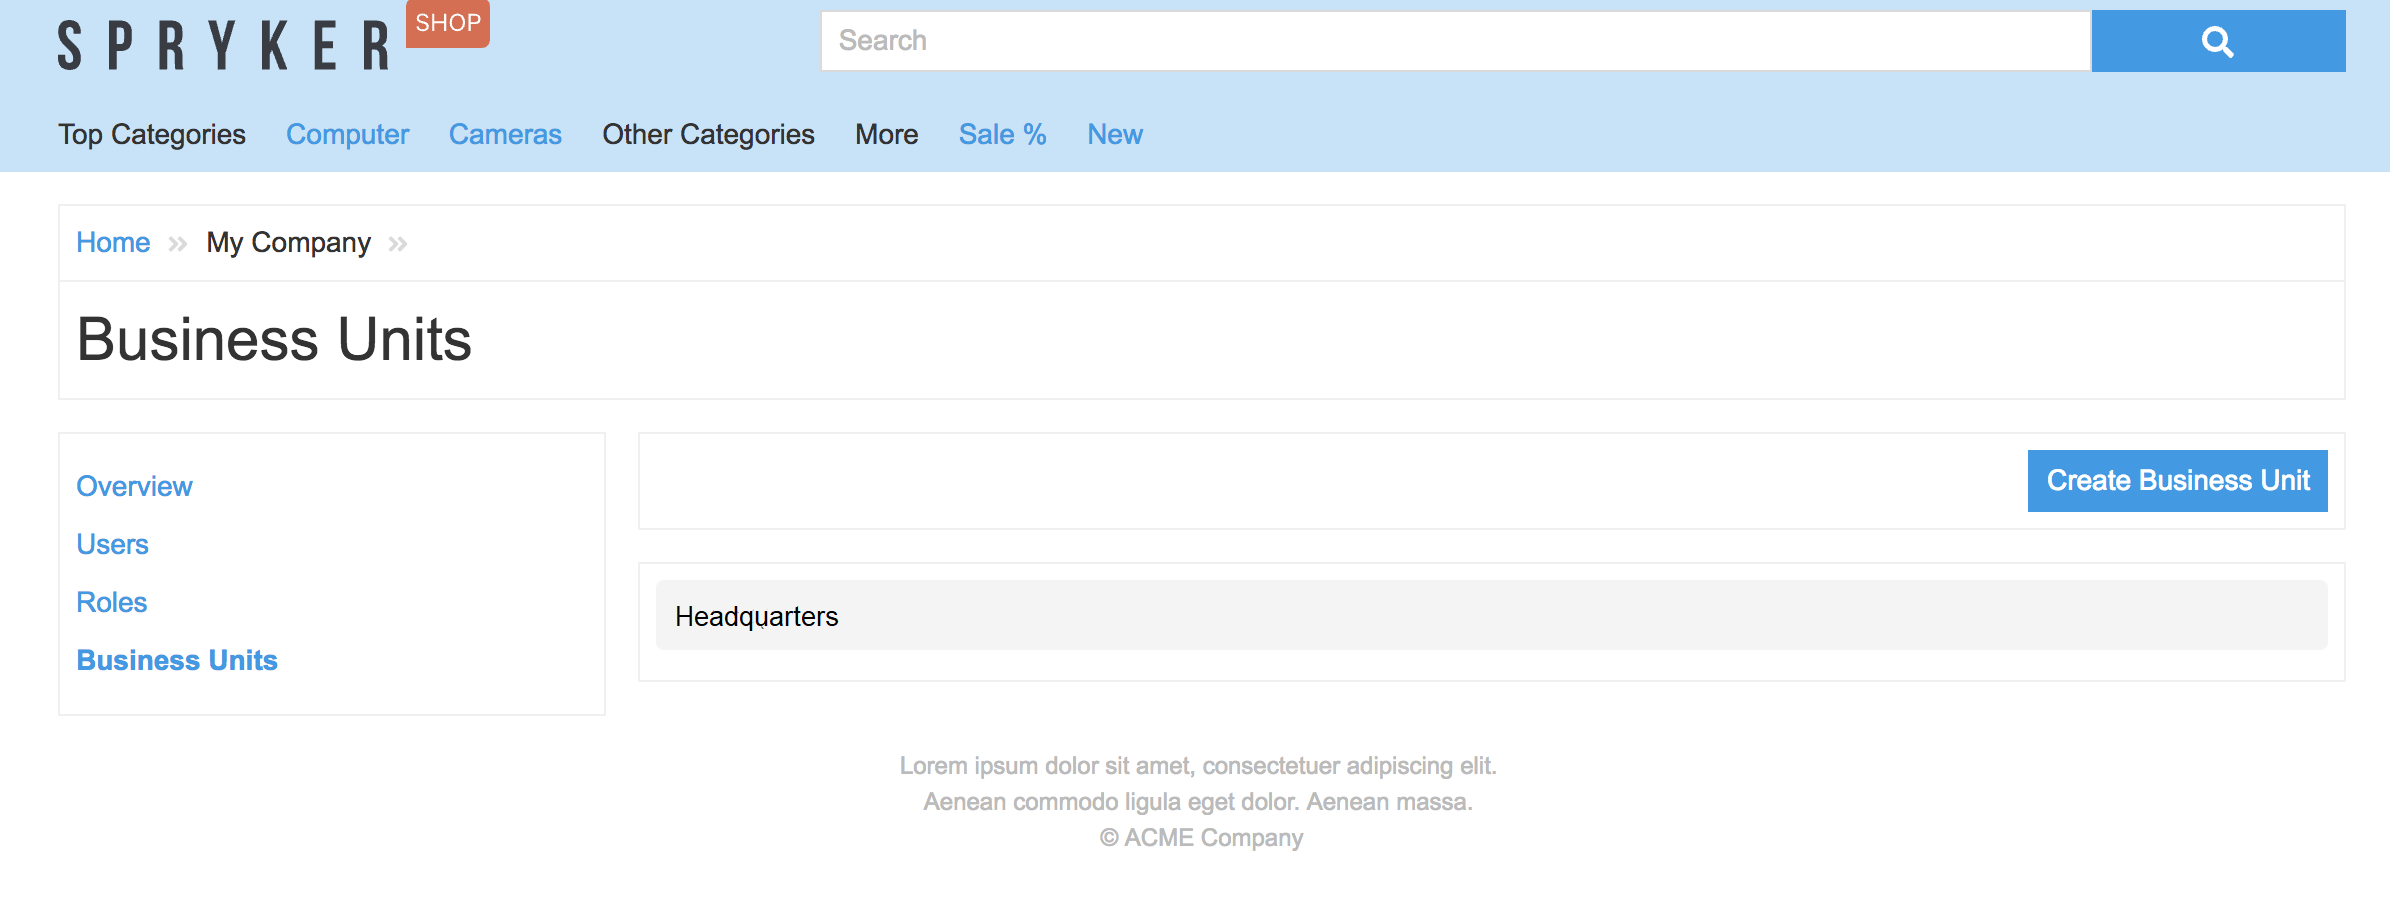 SPRYKER SHOP
Search
Top Categories Computer Cameras Other Categories More Sale % New
Home » My Company »
Business Units
Overview
Users
Roles
Business Units
Create Business Unit
Headquarters
Lorem ipsum dolor sit amet, consectetuer adipiscing elit.
Aenean commodo ligula eget dolor. Aenean massa.
© ACME Company